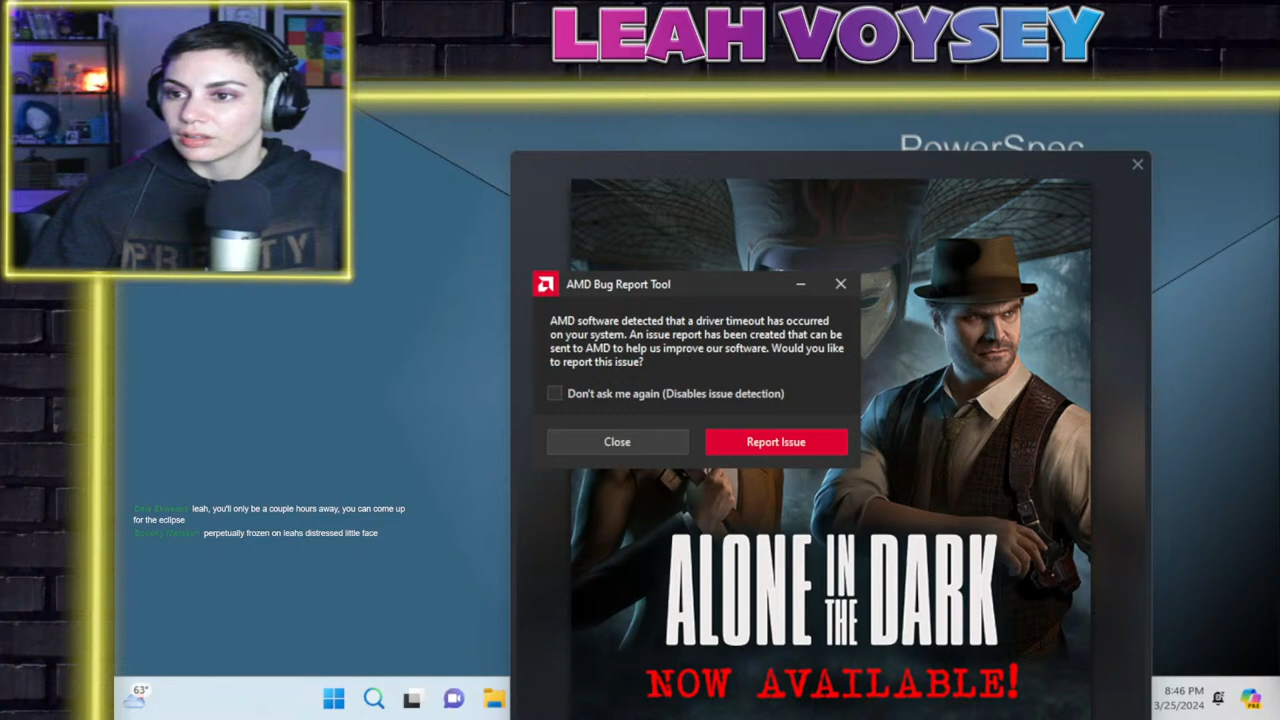 LEAH VOYSEY
PRETTY
PowerSpec
AMD Bug Report Tool
AMD software detected that a driver timeout has occurred
on your system. An issue report has been created that can be
sent to AMD to help us improve our software. Would you like
to report this issue?
Don't ask me again (Disables issue detection)
Close
Report Issue
leah, you'll only be a couple hours away, you can come up
for the eclipse
perpetually frozen on leahs distressed little face
ALONE IN THE DARK
NOW AVAILABLE!
63°
8:46 PM
3/25/2024
PRE